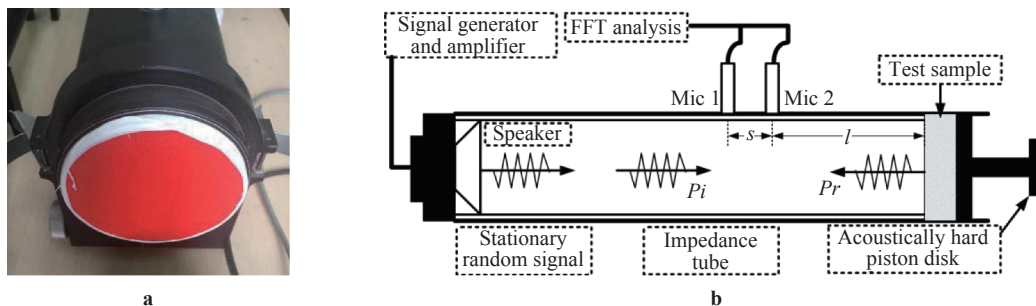 Signal generator
and amplifier
FFT analysis
Mic 1
Mic 2
Test sample
Speaker
s
l
Pi
Pr
Stationary
random signal
Impedance
tube
Acoustically hard
piston disk
a
b